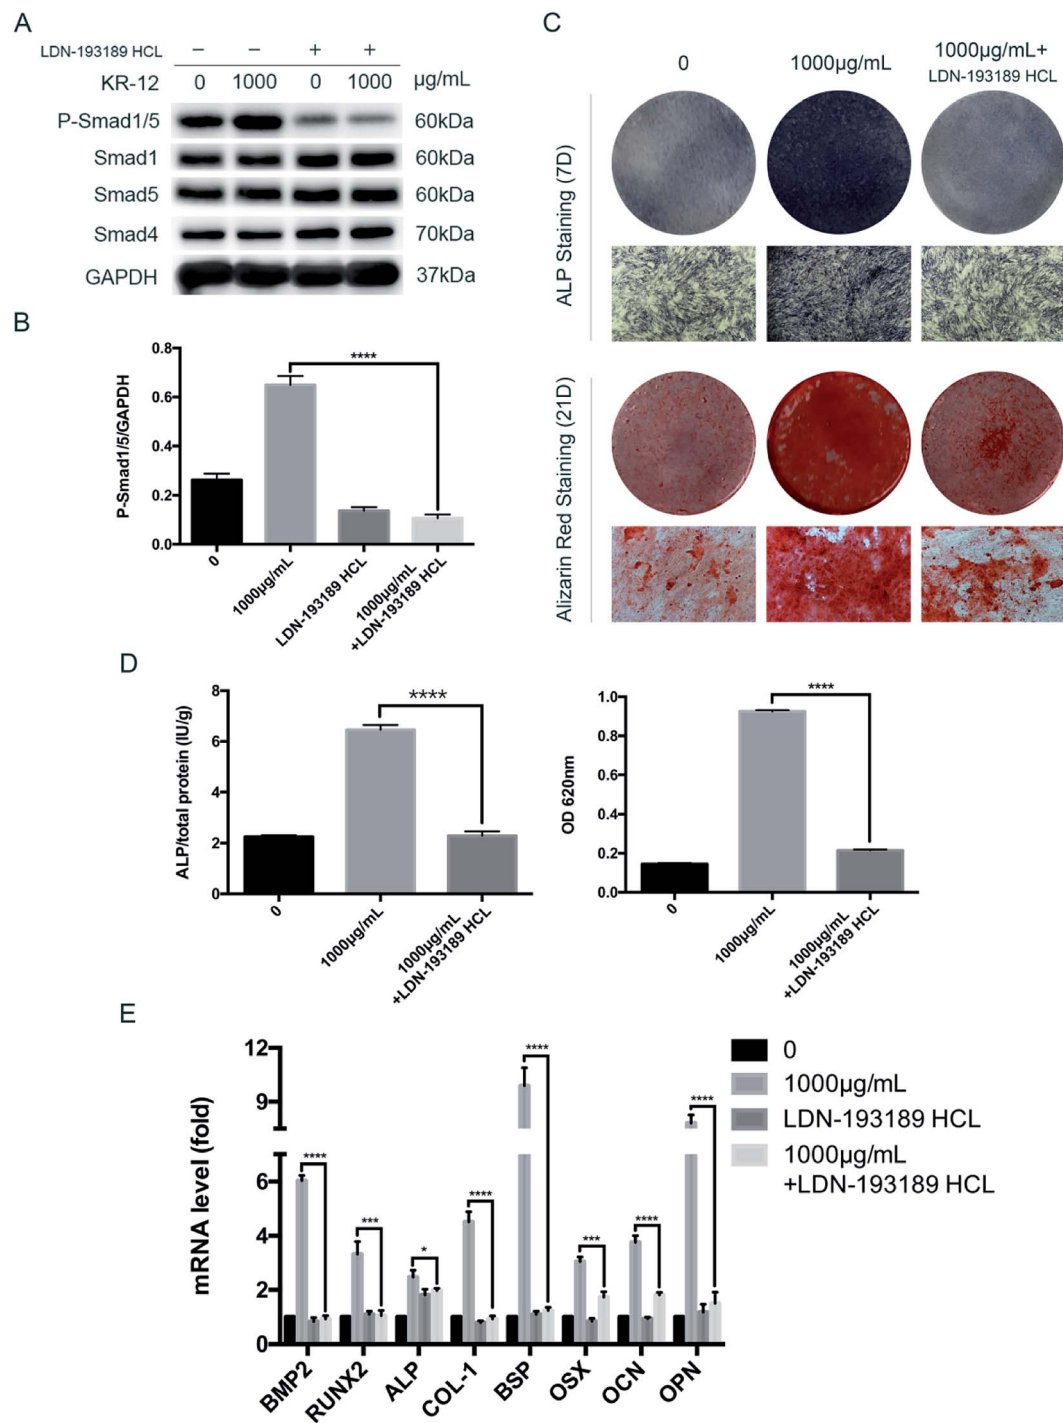 A
LDN-193189 HCL − − + +
KR-12 0 1000 0 1000 µg/mL
P-Smad1/5 60kDa
Smad1 60kDa
Smad5 60kDa
Smad4 70kDa
GAPDH 37kDa
B
P-Smad1/5/GAPDH
0.8
0.6
0.4
0.2
0.0
****
0
1000µg/mL
LDN-193189 HCL
1000µg/mL
+LDN-193189 HCL
C
0
1000µg/mL
1000µg/mL+
LDN-193189 HCL
ALP Staining (7D)
Alizarin Red Staining (21D)
D
ALP/total protein (IU/g)
8
6
4
2
0
****
0
1000µg/mL
1000µg/mL
+LDN-193189 HCL
OD 620nm
1.0
0.8
0.6
0.4
0.2
0.0
****
0
1000µg/mL
1000µg/mL
+LDN-193189 HCL
E
mRNA level (fold)
12
9
6
4
2
0
****
***
*
****
****
***
****
****
BMP2
RUNX2
ALP
COL-1
BSP
OSX
OCN
OPN
0
1000µg/mL
LDN-193189 HCL
1000µg/mL
+LDN-193189 HCL